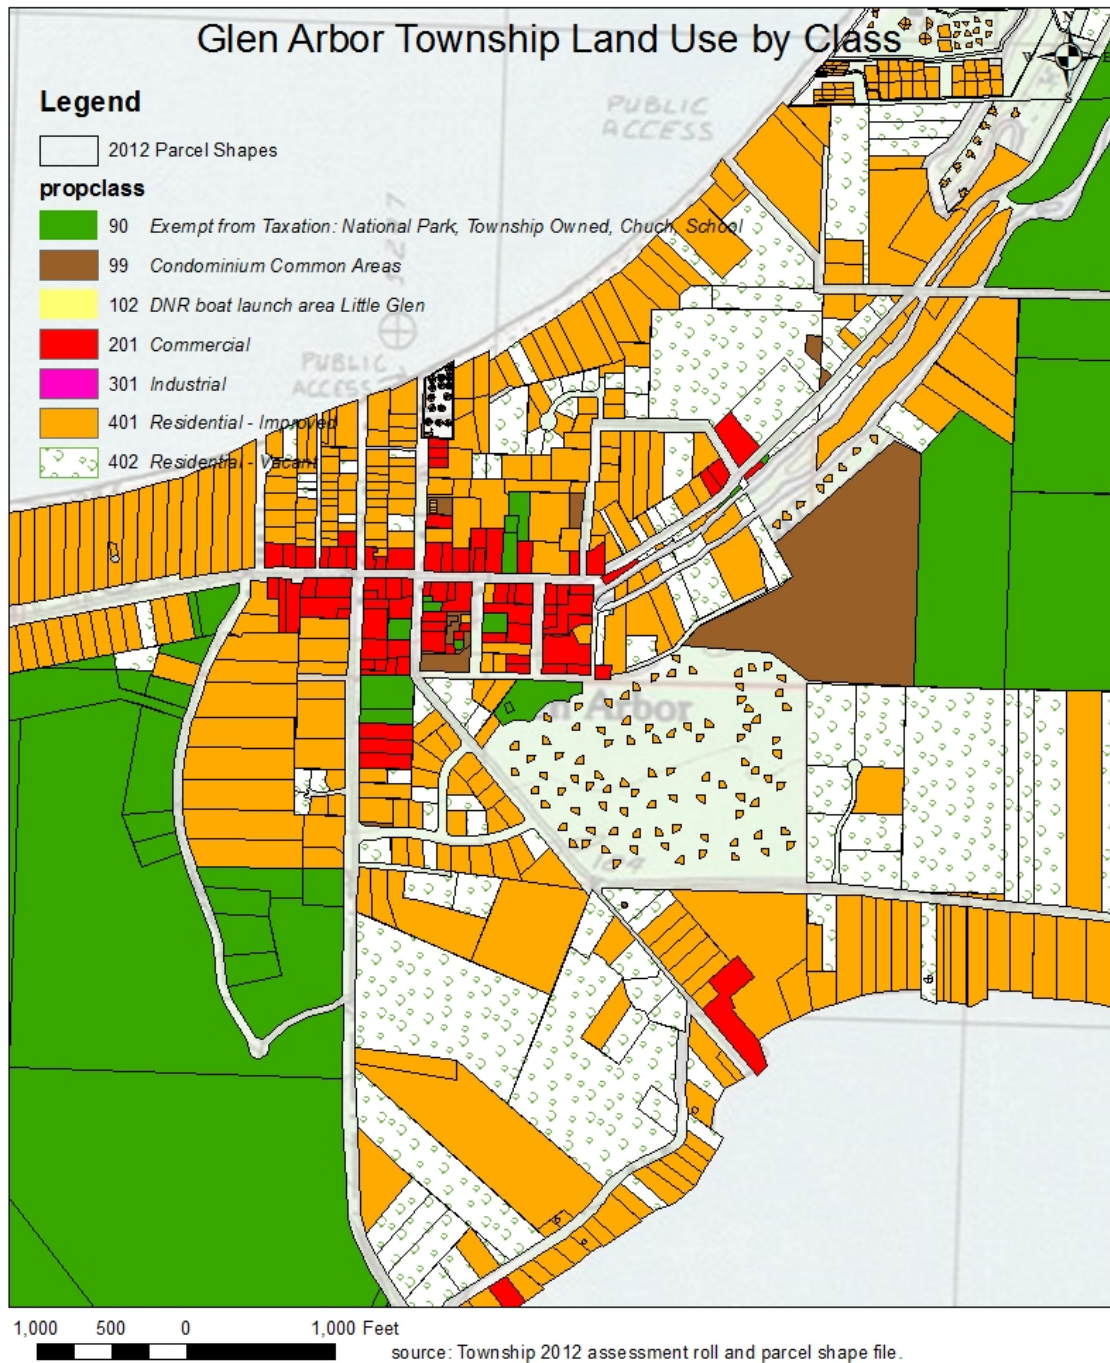 Glen Arbor Township Land Use by Class
N
W
E
S
Legend
PUBLIC
ACCESS
2012 Parcel Shapes
propclass
90 Exempt from Taxation: National Park, Township Owned, Chuch, School
99 Condominium Common Areas
102 DNR boat launch area Little Glen
201 Commercial
PUBLIC
ACCESS
301 Industrial
401 Residential - Improved
402 Residential - Vacant
Arbor
1,000 500 0 1,000 Feet
source: Township 2012 assessment roll and parcel shape file.